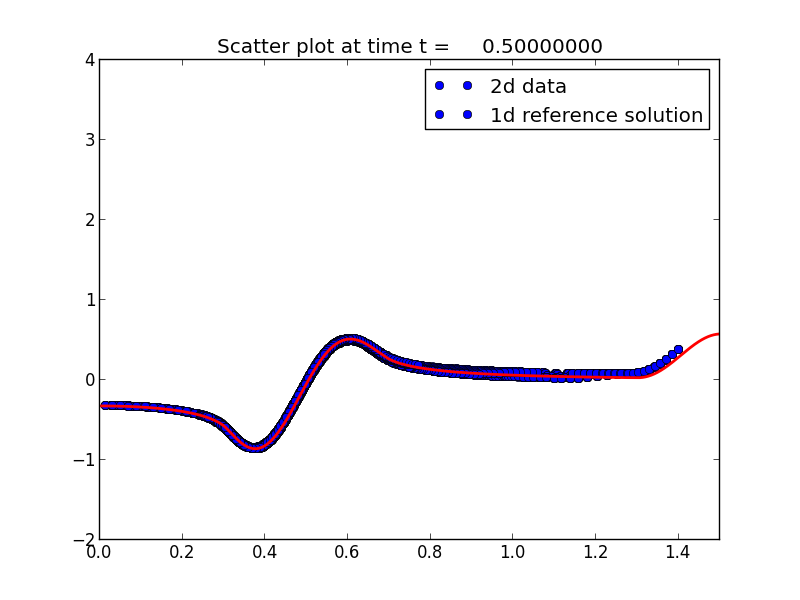 Scatter plot at time t = 0.50000000
2d data
1d reference solution
4
3
2
1
0
−1
−2
0.0 0.2 0.4 0.6 0.8 1.0 1.2 1.4